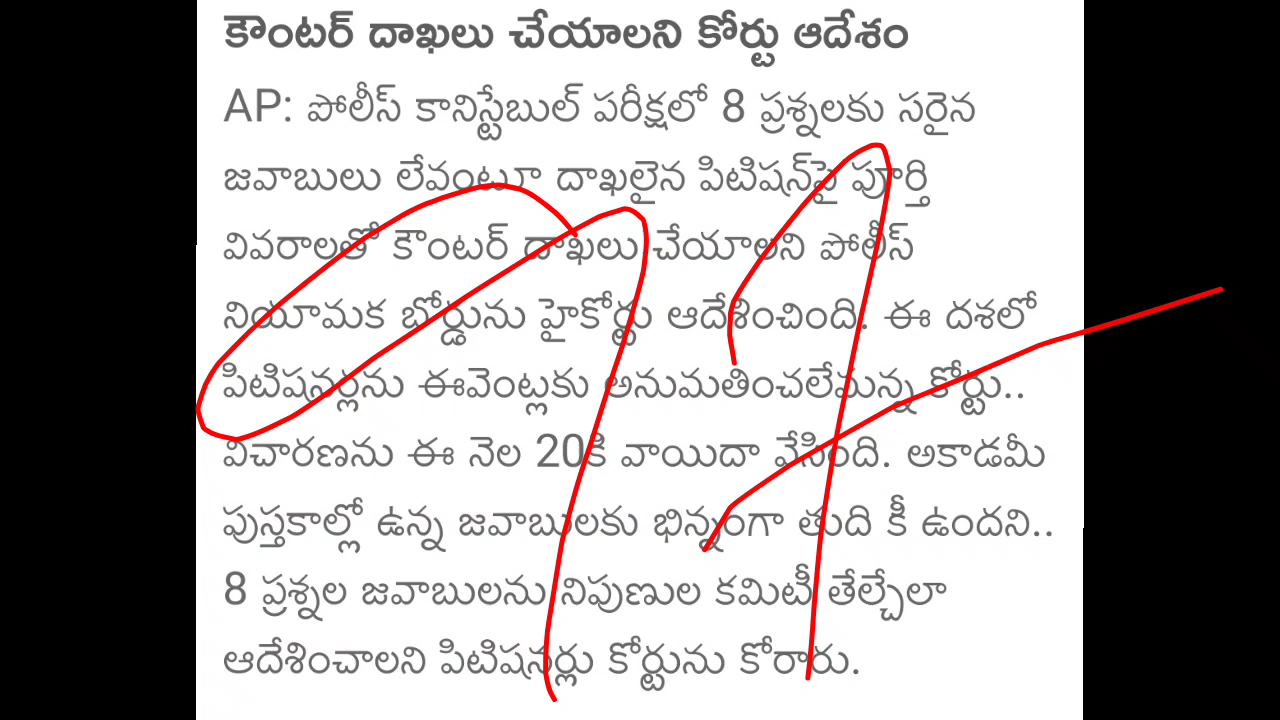 కౌంటర్ దాఖలు చేయాలని కోర్టు ఆదేశం
AP: పోలీస్ కానిస్టేబుల్ పరీక్షలో 8 ప్రశ్నలకు సరైన
జవాబులు లేవంటూ దాఖలైన పిటిషన్‌పై పూర్తి
వివరాలతో కౌంటర్ దాఖలు చేయాలని పోలీస్
నియామక బోర్డును హైకోర్టు ఆదేశించింది. ఈ దశలో
పిటిషనర్లను ఈవెంట్లకు అనుమతించలేమన్న కోర్టు..
విచారణను ఈ నెల 20కి వాయిదా వేసింది. అకాడమీ
పుస్తకాల్లో ఉన్న జవాబులకు భిన్నంగా తుది కీ ఉందని..
8 ప్రశ్నల జవాబులను నిపుణుల కమిటీ తేల్చేలా
ఆదేశించాలని పిటిషనర్లు కోర్టును కోరారు.